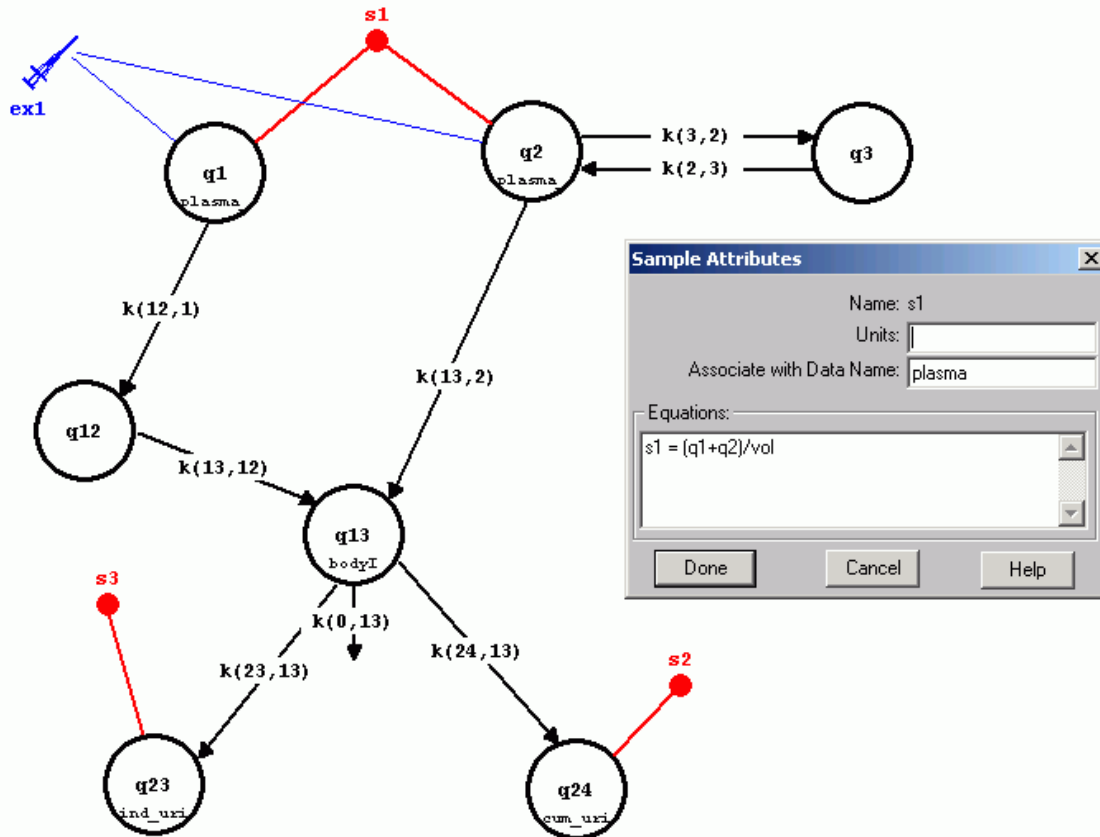 s1
ex1
q1
plasma
q2
plasma
k(3,2)
k(2,3)
q3
k(12,1)
k(13,2)
q12
k(13,12)
q13
bodyI
s3
k(0,13)
k(23,13)
k(24,13)
s2
q23
ind_uri
q24
cum_uri
Sample Attributes
Name: s1
Units:
Associate with Data Name: plasma
Equations:
s1 = (q1+q2)/vol
Done Cancel Help